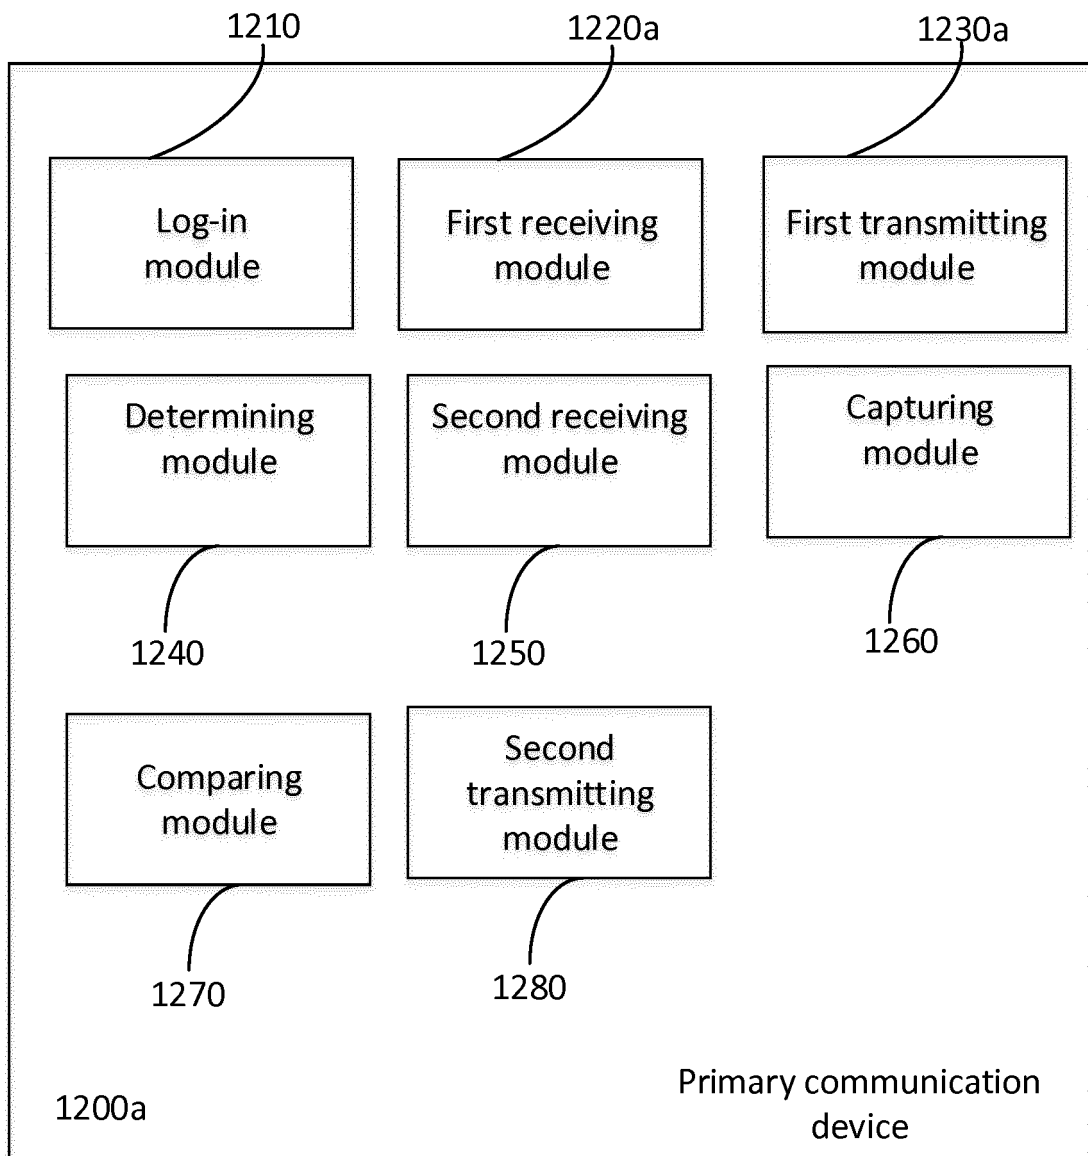 1210
1220a
1230a
Log-in
module
First receiving
module
First transmitting
module
Determining
module
Second receiving
module
Capturing
module
1240
1250
1260
Comparing
module
Second
transmitting
module
1270
1280
1200a
Primary communication
device